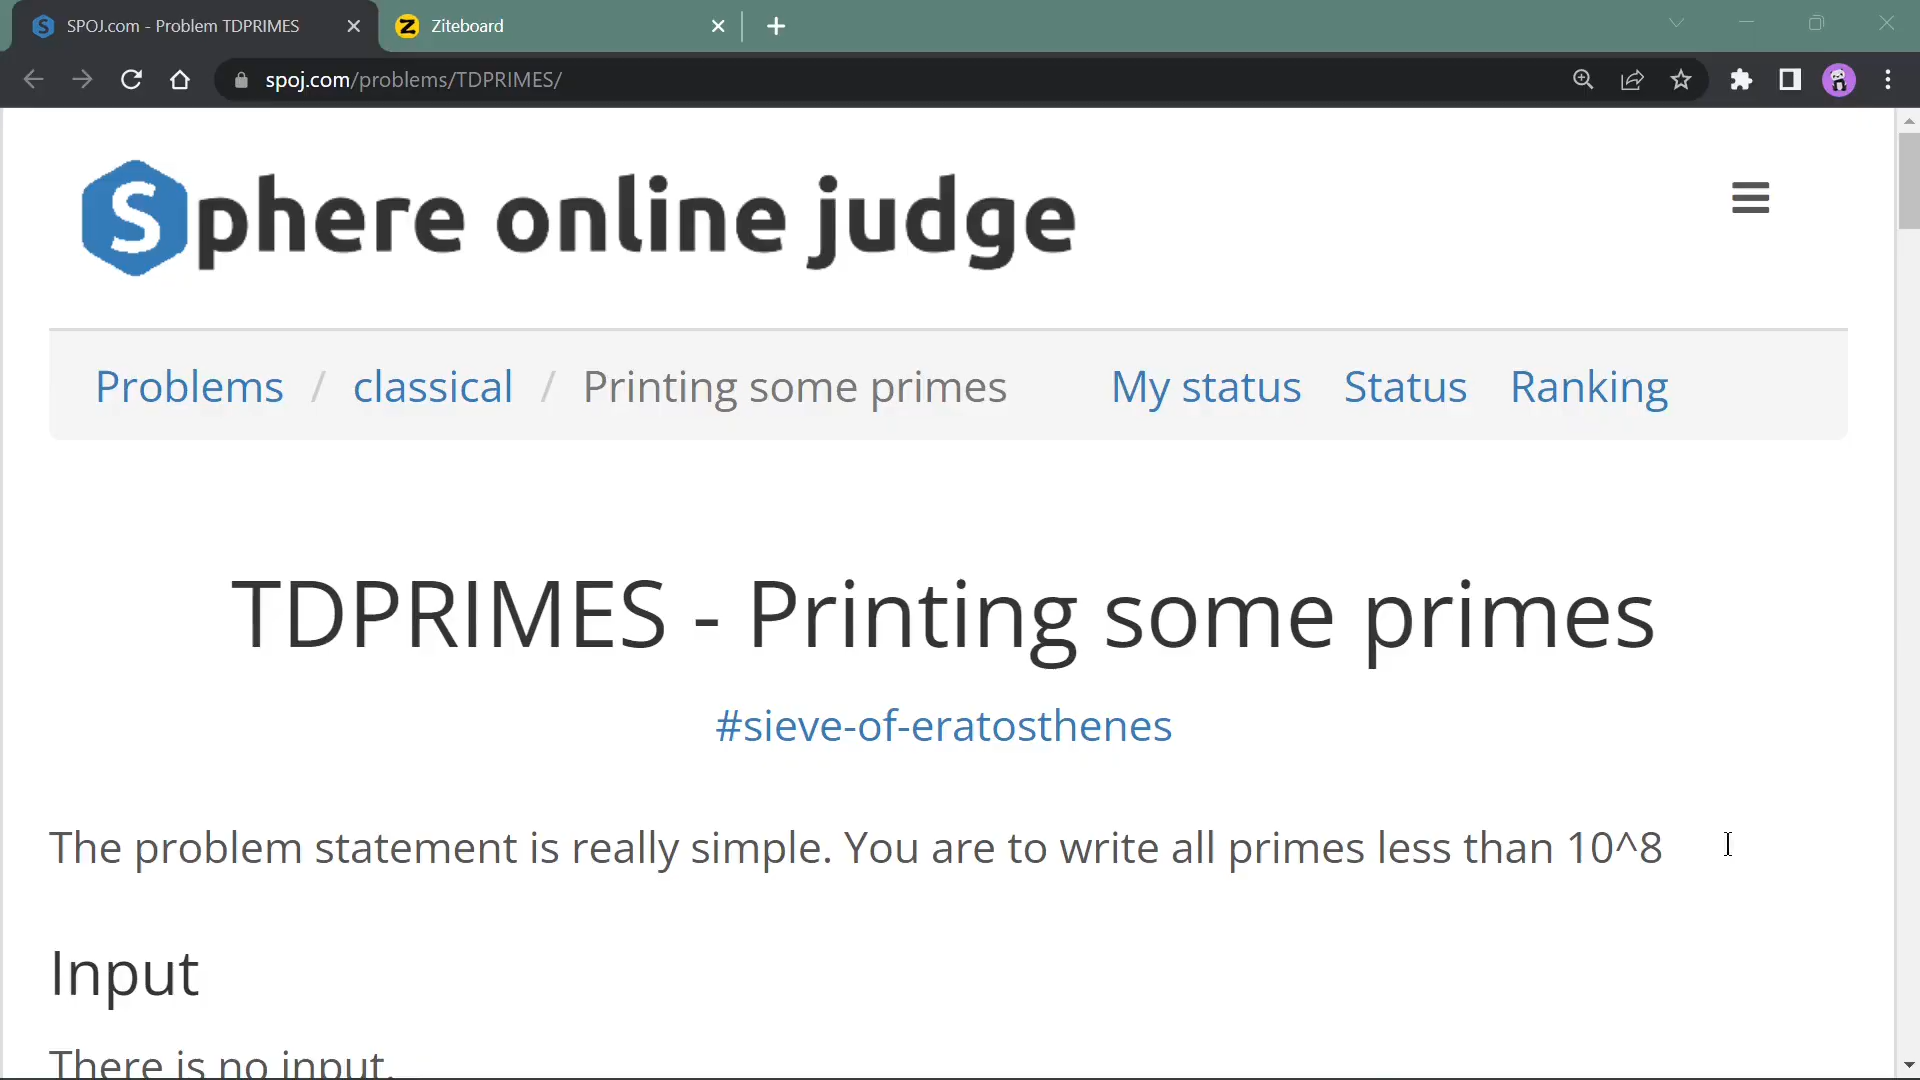 SPOJ.com - Problem TDPRIMES
Ziteboard
spoj.com/problems/TDPRIMES/
Sphere online judge
Problems / classical / Printing some primes My status Status Ranking
TDPRIMES - Printing some primes
#sieve-of-eratosthenes
The problem statement is really simple. You are to write all primes less than 10^8
Input
There is no input.